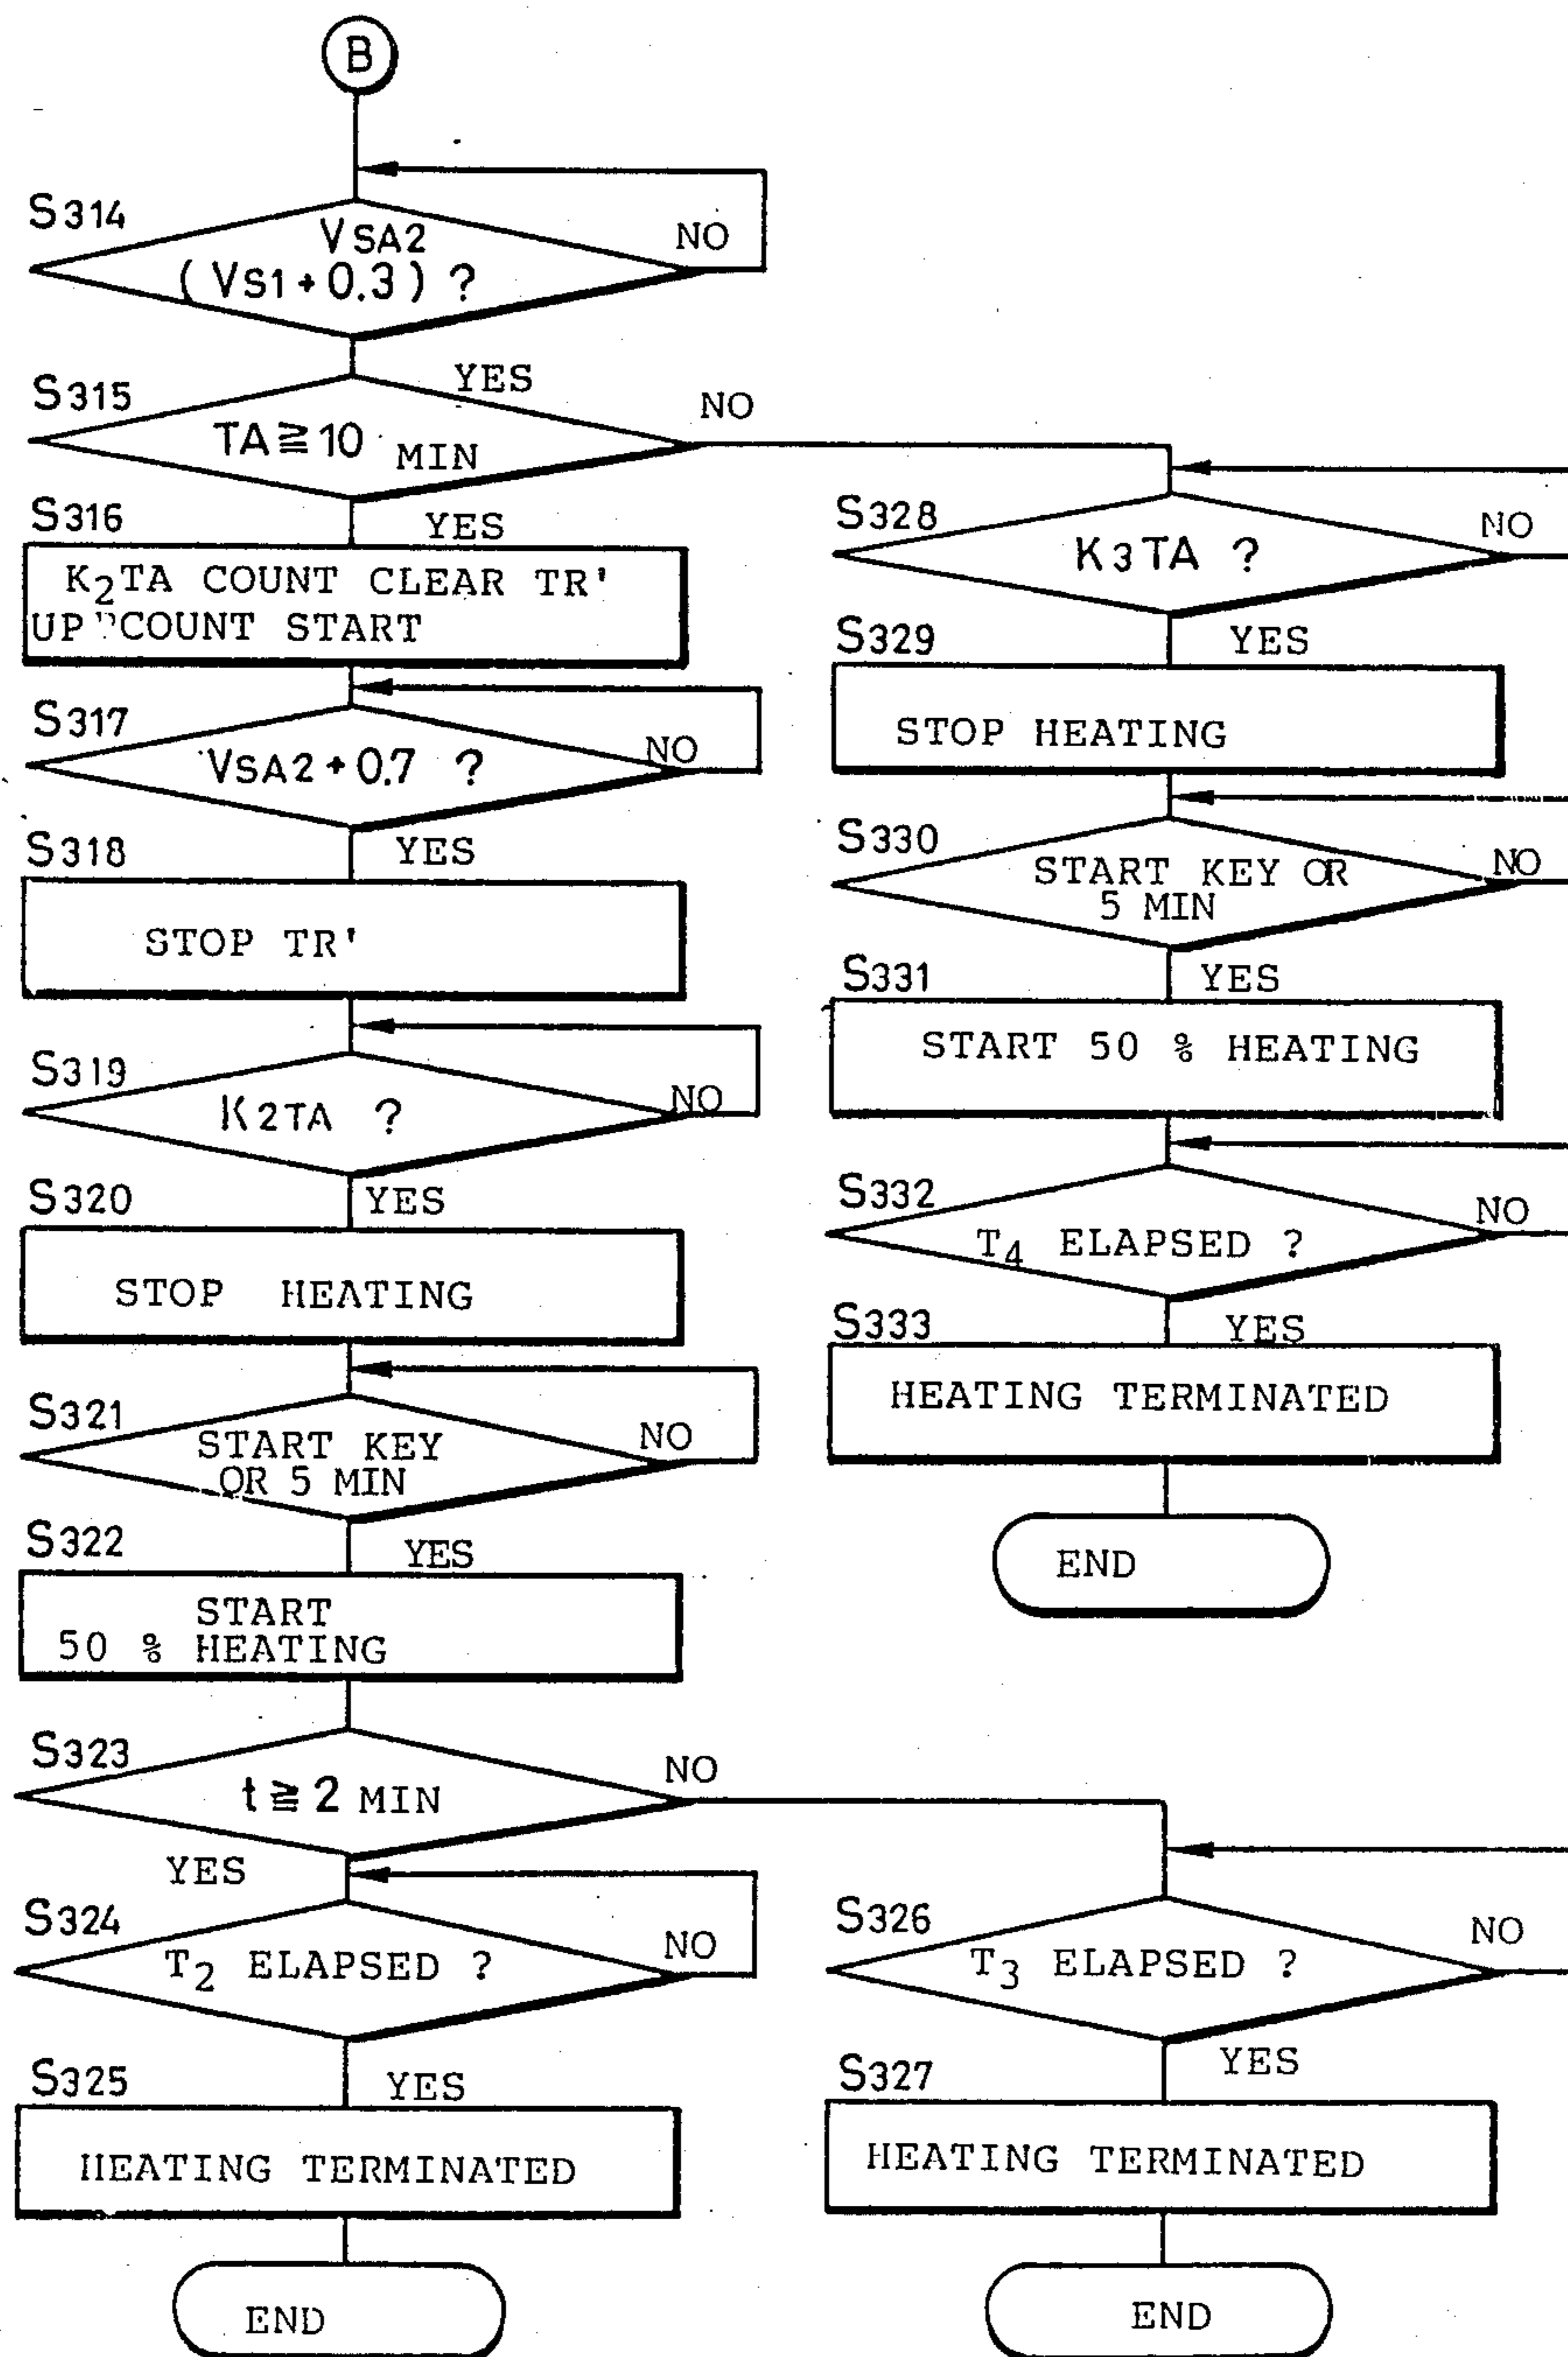 B
S314
VSA2
(VS1+0.3) ?
NO
YES
S315
TA≧10 MIN
NO
S316
YES
K2TA COUNT CLEAR TR'
UP COUNT START
S317
VSA2+0.7 ?
NO
S318
YES
STOP TR'
S319
K2TA ?
NO
S320
YES
STOP HEATING
S321
START KEY
OR 5 MIN
NO
S322
YES
START
50 % HEATING
S323
t≧2 MIN
NO
YES
S324
T2 ELAPSED ?
NO
S325
YES
HEATING TERMINATED
END
S328
K3TA ?
NO
S329
YES
STOP HEATING
S330
START KEY OR
5 MIN
NO
S331
YES
START 50 % HEATING
S332
T4 ELAPSED ?
NO
S333
YES
HEATING TERMINATED
END
S326
T3 ELAPSED ?
NO
S327
YES
HEATING TERMINATED
END